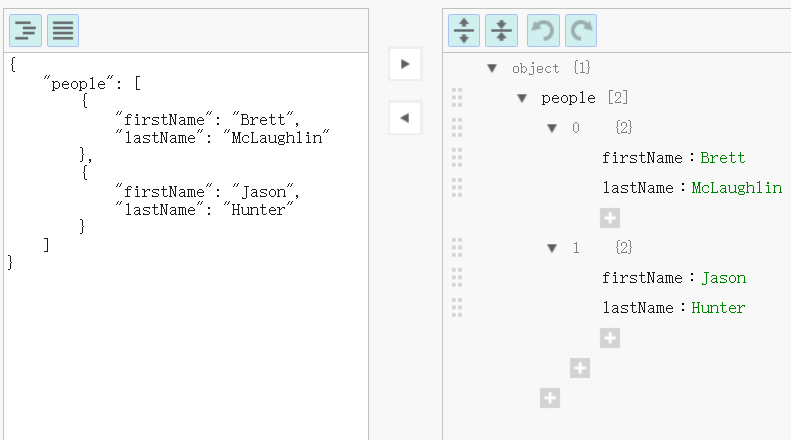 {
"people": [
{
"firstName": "Brett",
"lastName": "McLaughlin"
},
{
"firstName": "Jason",
"lastName": "Hunter"
}
]
}
object {1}
people [2]
0 {2}
firstName : Brett
lastName : McLaughlin
1 {2}
firstName : Jason
lastName : Hunter